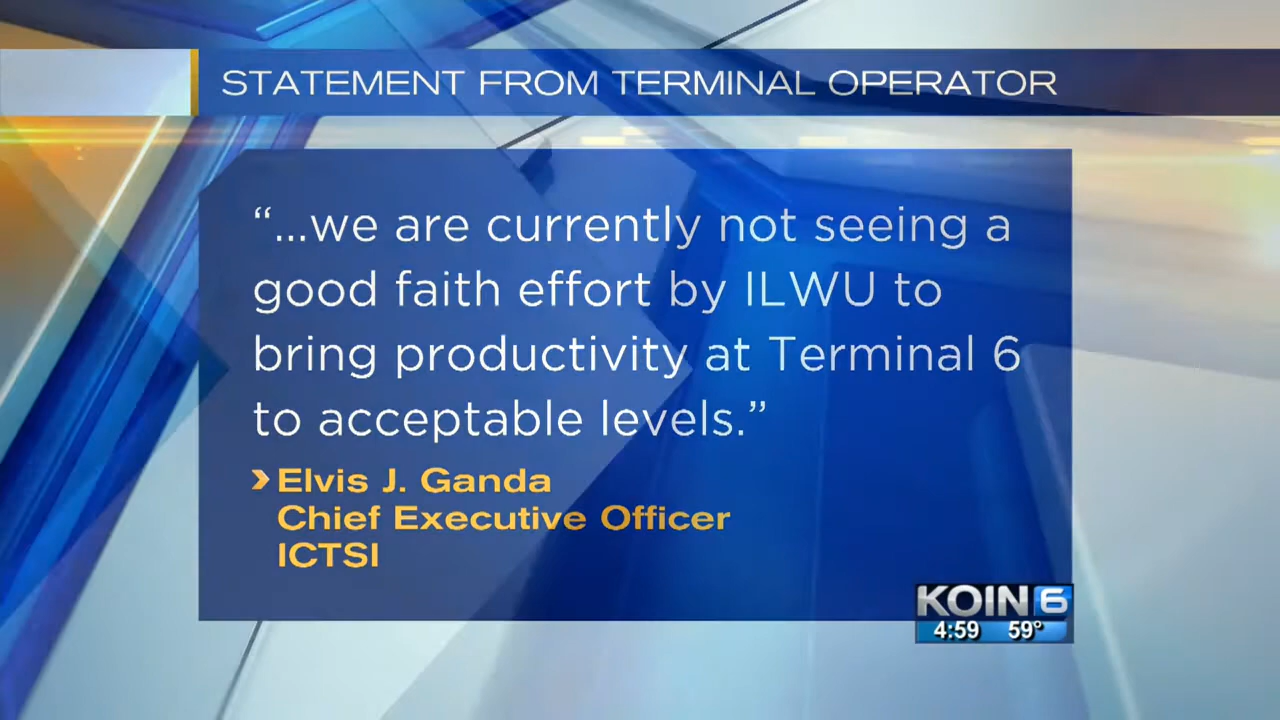 STATEMENT FROM TERMINAL OPERATOR
“...we are currently not seeing a
good faith effort by ILWU to
bring productivity at Terminal 6
to acceptable levels.”
Elvis J. Ganda
Chief Executive Officer
ICTSI
KOIN 6
4:59 59°